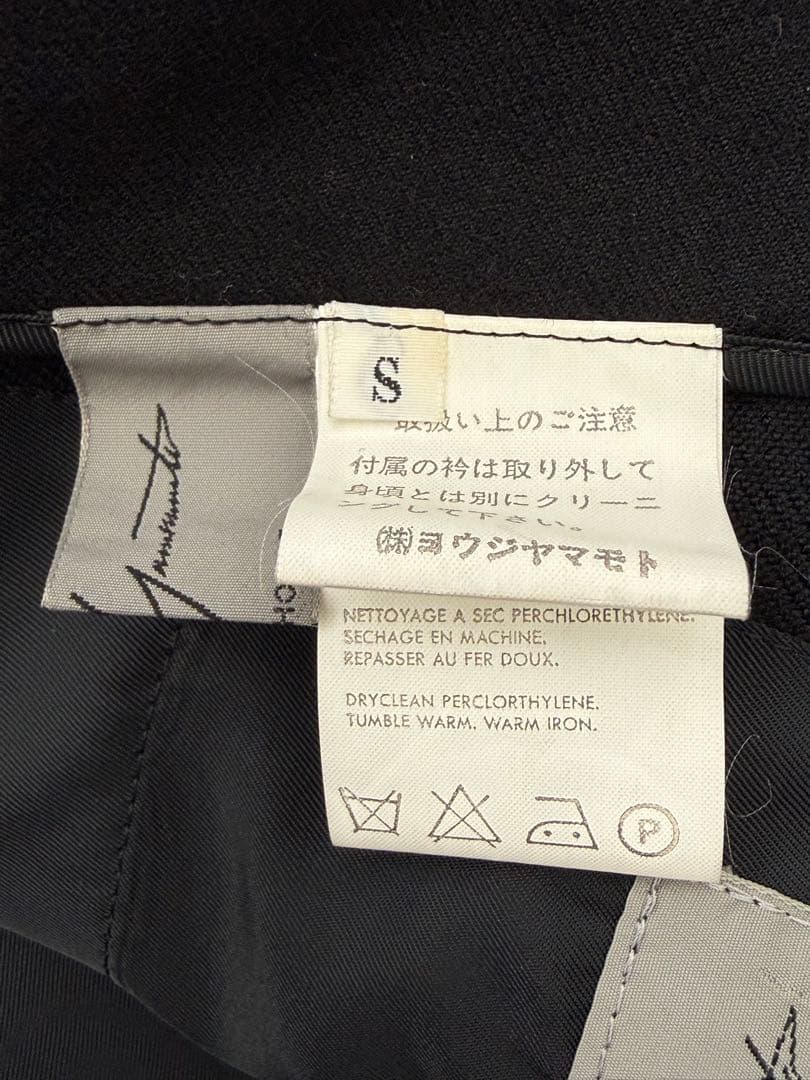 S
取扱い上のご注意
付属の衿は取り外して
身頃とは別にクリーニ
ングして下さい。
㈱ヨウジヤマモト
NETTOYAGE A SEC PERCHLORETHYLENE.
SECHAGE EN MACHINE.
REPASSER AU FER DOUX.
DRYCLEAN PERCLORTHYLENE.
TUMBLE WARM. WARM IRON.
P
Yamamoto